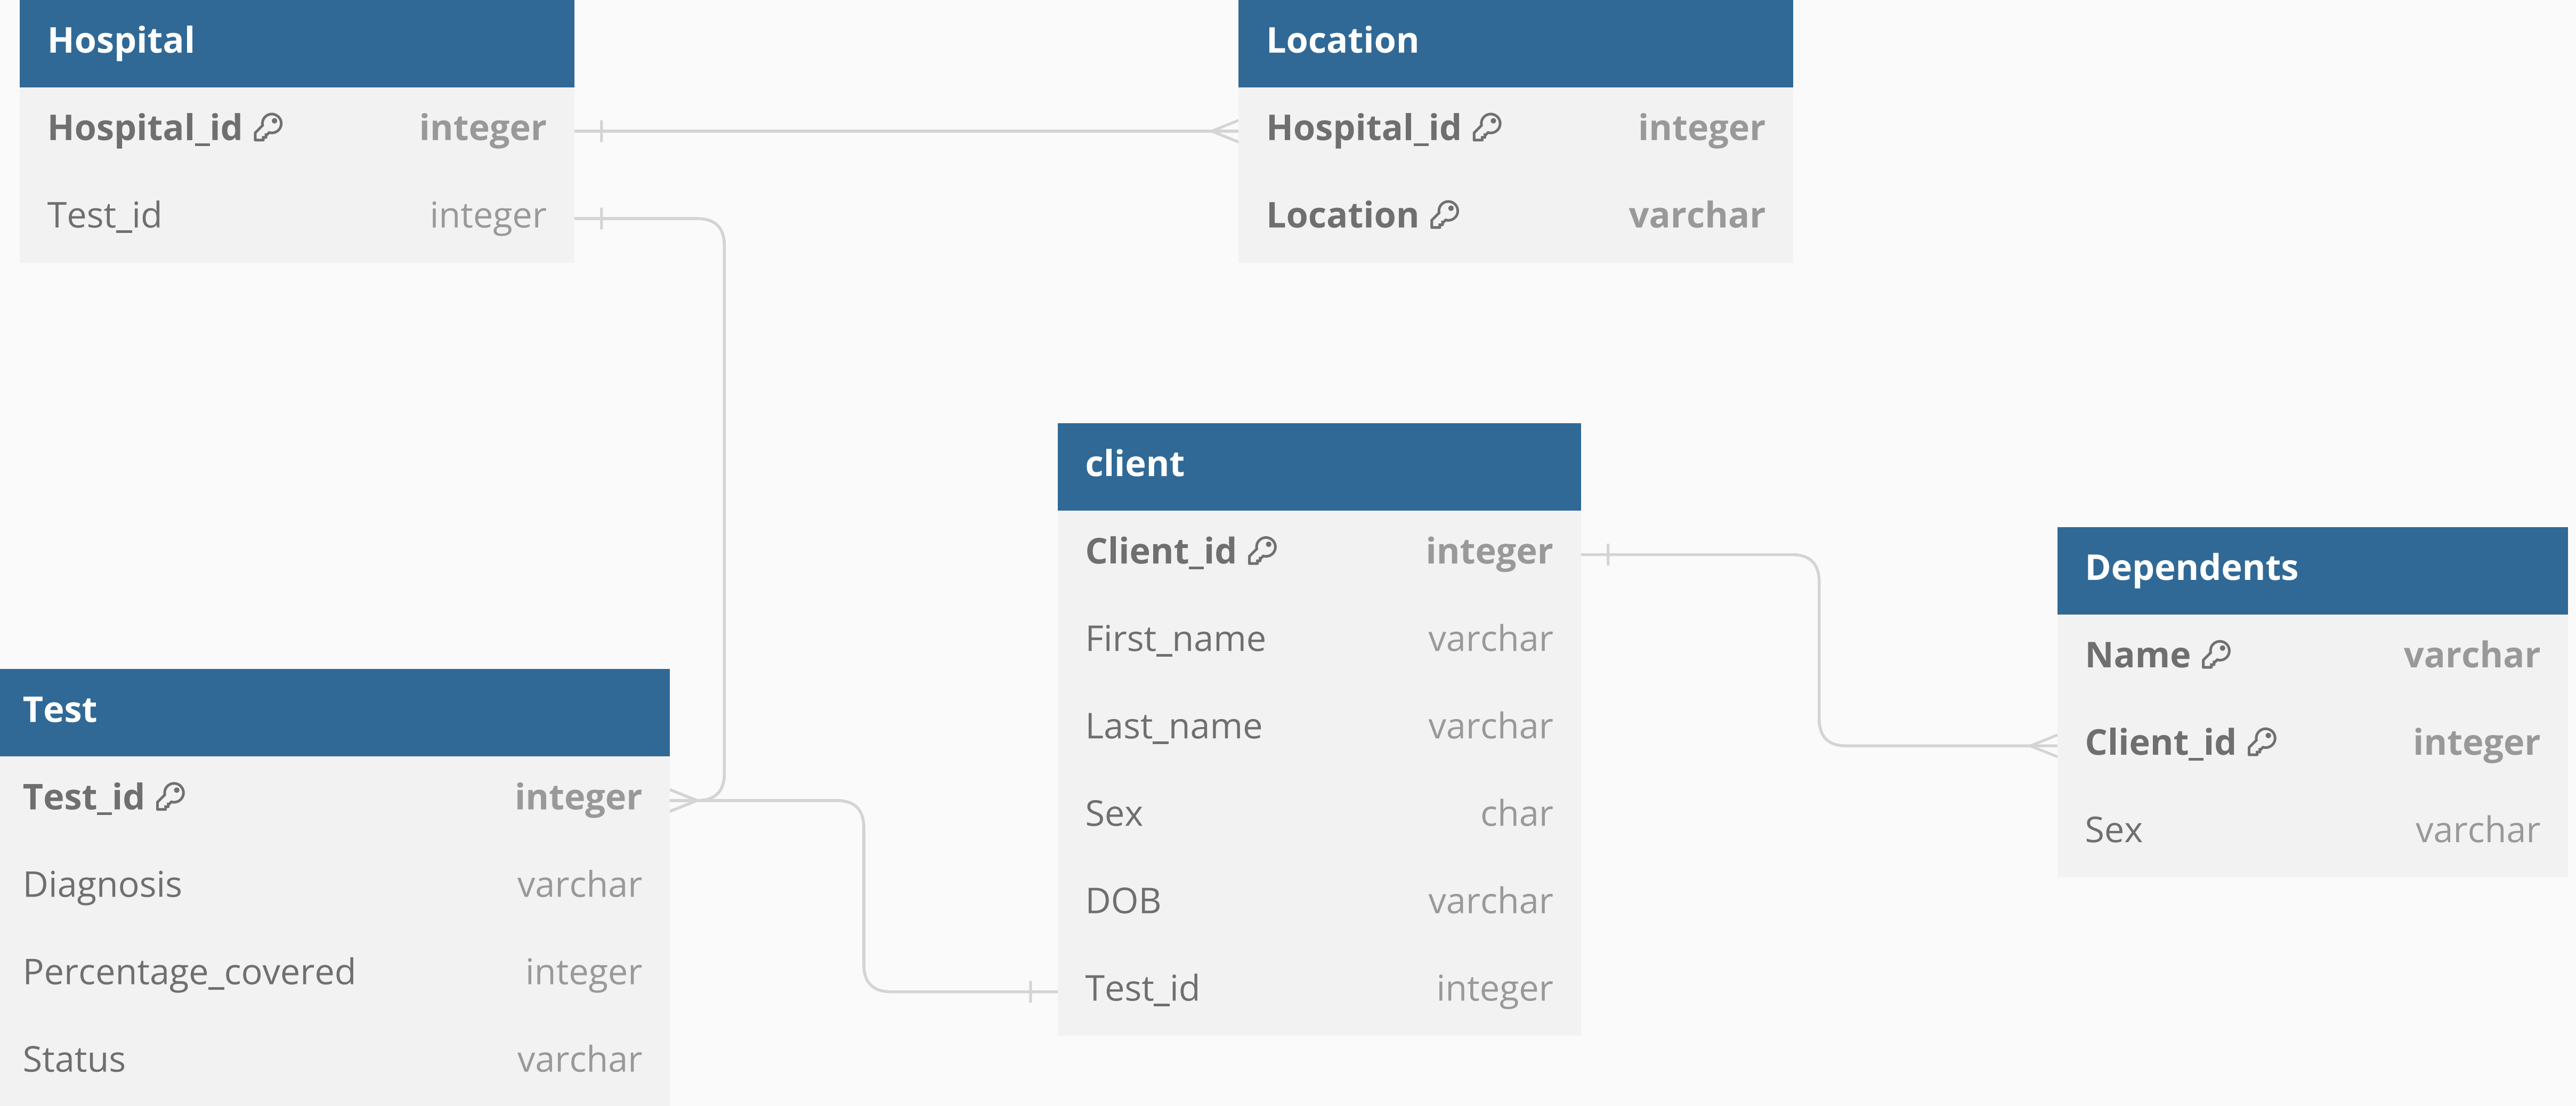 Hospital
Hospital_id integer
Test_id integer
Location
Hospital_id integer
Location varchar
client
Client_id integer
First_name varchar
Last_name varchar
Sex char
DOB varchar
Test_id integer
Dependents
Name varchar
Client_id integer
Sex varchar
Test
Test_id integer
Diagnosis varchar
Percentage_covered integer
Status varchar